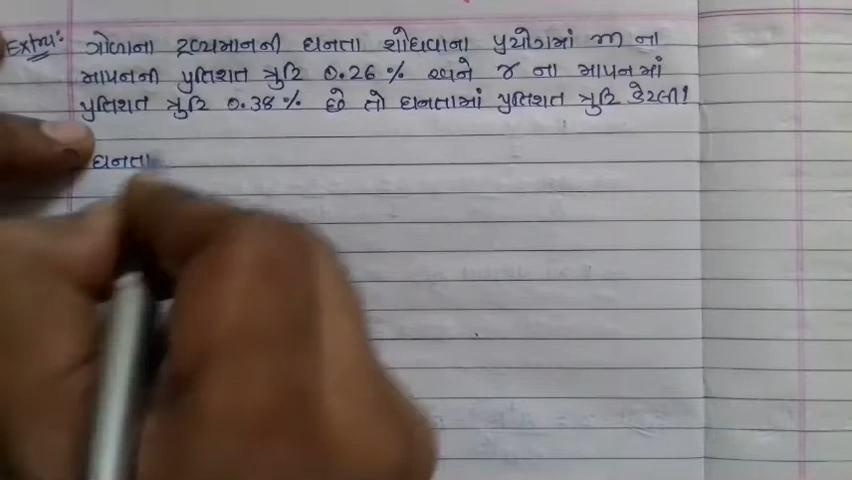 Extra:- ગોળાના દ્રવ્યમાનની ઘનતા શોધવાના પ્રયોગમાં m ના
માપનની પ્રતિશત ત્રુટિ 0.26 % અને r ના માપનમાં
પ્રતિશત ત્રુટિ 0.38 % છે તો ઘનતામાં પ્રતિશત ત્રુટિ કેટલી?
ઘનતા